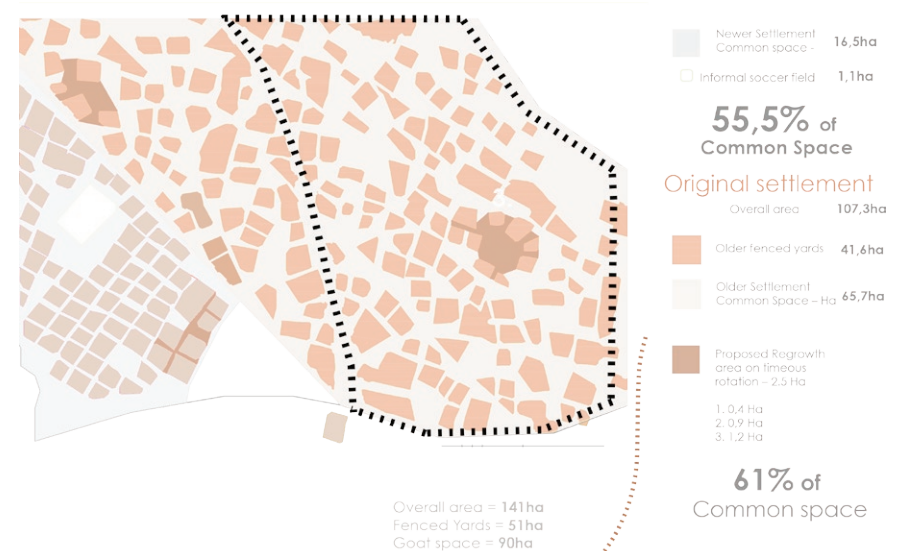 Newer Settlement
Common space - 16,5ha
Informal soccer field 1,1ha
55,5% of
Common Space
Original settlement
Overall area 107,3ha
Older fenced yards 41,6ha
Older Settlement
Common Space – Ha 65,7ha
Proposed Regrowth
area on timeous
rotation – 2.5 Ha
1. 0,4 Ha
2. 0,9 Ha
3. 1,2 Ha
61% of
Common space
3.
Overall area = 141ha
Fenced Yards = 51ha
Goat space = 90ha